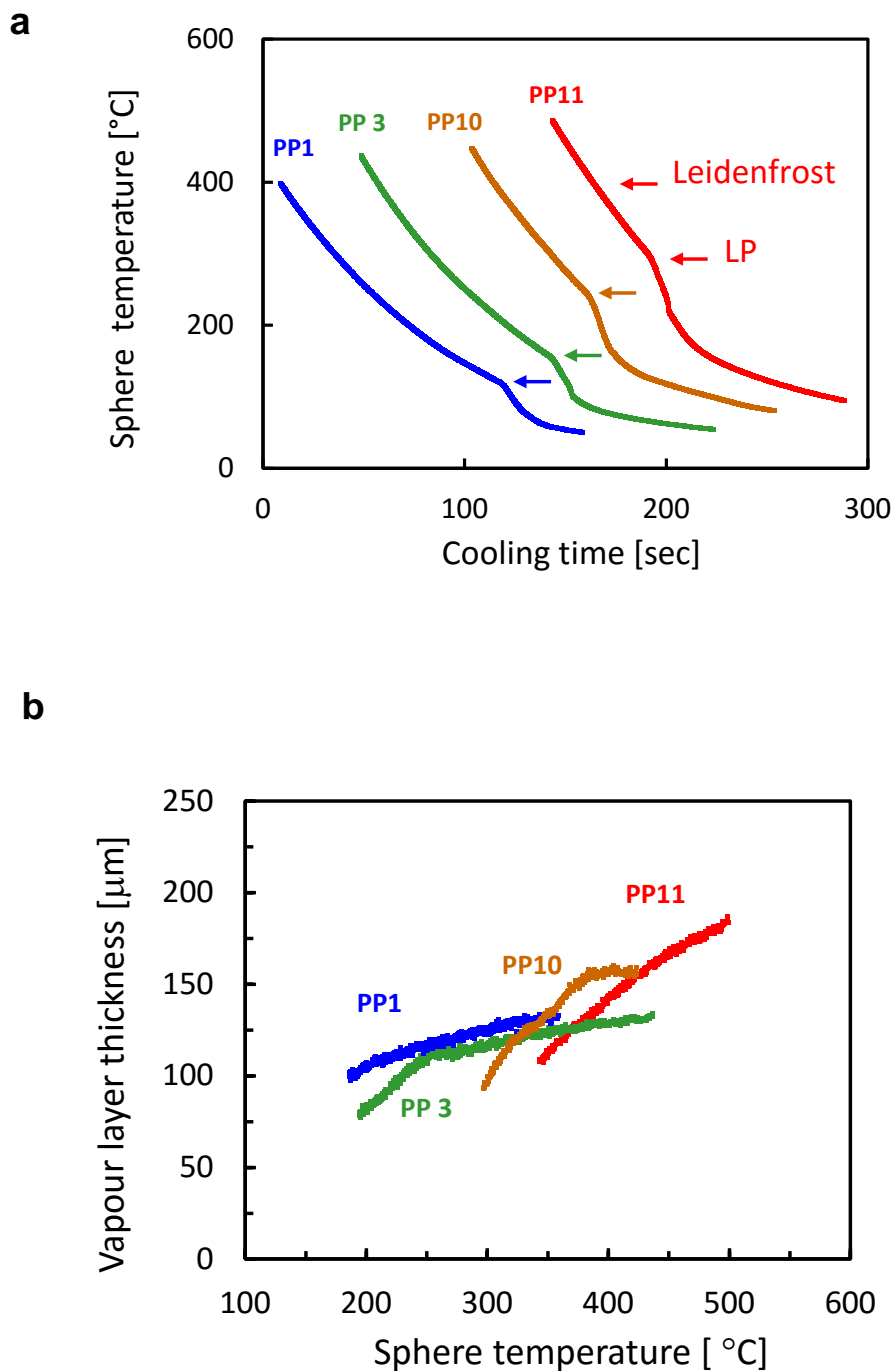 a
600
400
200
0
Sphere temperature [°C]
PP1
PP 3
PP10
PP11
Leidenfrost
LP
0 100 200 300
Cooling time [sec]
b
250
200
150
100
50
0
Vapour layer thickness [μm]
PP11
PP10
PP1
PP 3
100 200 300 400 500 600
Sphere temperature [ °C]